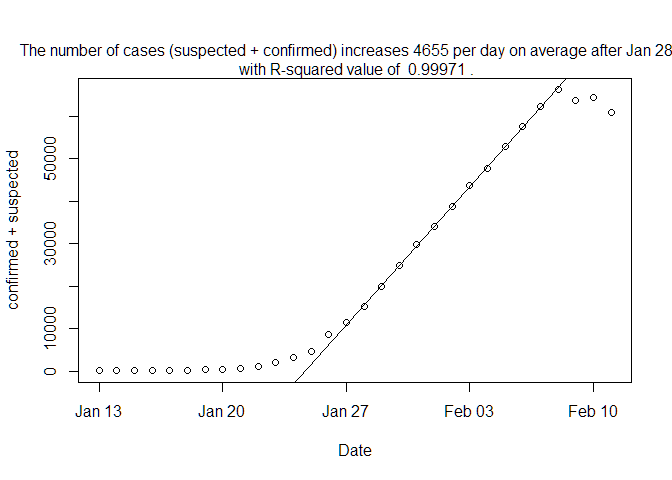 The number of cases (suspected + confirmed) increases 4655 per day on average after Jan 28
with R-squared value of  0.99971 .
confirmed + suspected
50000
30000
10000
0
Jan 13
Jan 20
Jan 27
Feb 03
Feb 10
Date